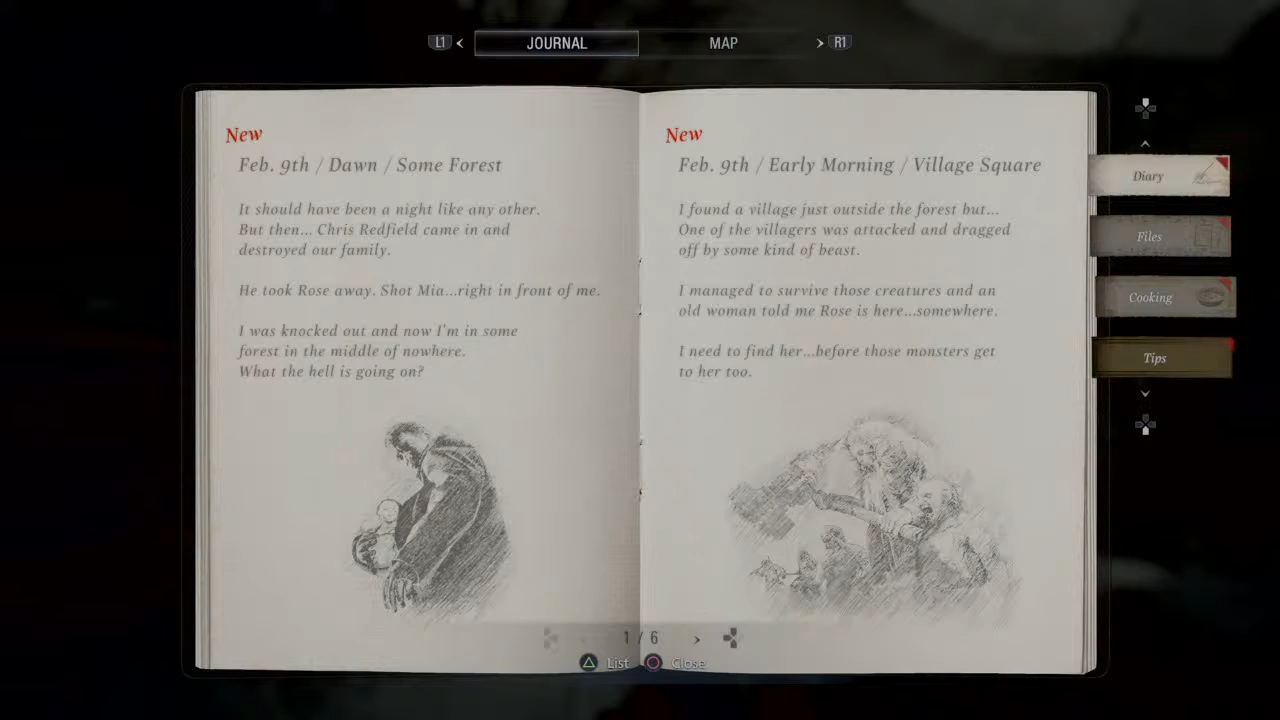 L1
JOURNAL
MAP
R1
New
Feb. 9th / Dawn / Some Forest
It should have been a night like any other.
But then... Chris Redfield came in and
destroyed our family.
He took Rose away. Shot Mia...right in front of me.
I was knocked out and now I'm in some
forest in the middle of nowhere.
What the hell is going on?
New
Feb. 9th / Early Morning / Village Square
I found a village just outside the forest but...
One of the villagers was attacked and dragged
off by some kind of beast.
I managed to survive those creatures and an
old woman told me Rose is here...somewhere.
I need to find her...before those monsters get
to her too.
Diary
Files
Cooking
Tips
1 / 6
List
Close